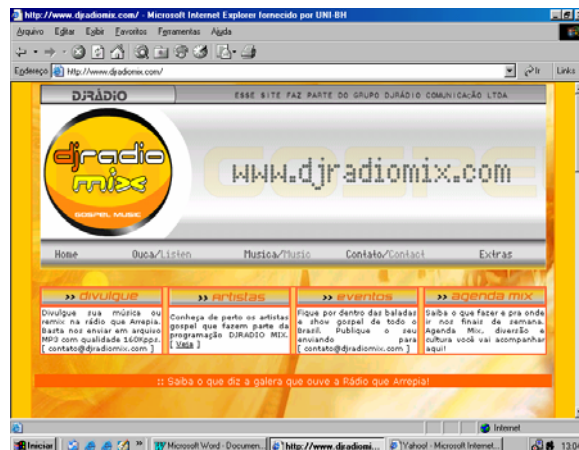 http://www.djradiomix.com/ - Microsoft Internet Explorer fornecido por UNI-BH
Arquivo Editar Exibir Favoritos Ferramentas Ajuda
Endereço http://www.djradiomix.com/ Ir Links
DJRÁDIO
ESSE SITE FAZ PARTE DO GRUPO DJRÁDIO COMUNICAÇÃO LTDA.
djradio
mix
GOSPEL MUSIC
GOSPE
www.djradiomix.com
Home Ouca/Listen Musica/Music Contato/Contact Extras
>> divulgue
Divulgue sua música ou
remix na rádio que Arrepia.
Basta nos enviar em arquivo
MP3 com qualidade 160Kpps.
[ contato@djradiomix.com ]
>> Artistas
Conheça de perto os artistas
gospel que fazem parte da
programação DJRADIO MIX.
[ Veja ]
>> eventos
Fique por dentro das baladas
e show gospel de todo o
Brasil. Publique o seu
enviando para
[ contato@djradiomix.com ]
>> agenda mix
Saiba o que fazer e pra onde
ir nos finais de semana.
Agenda Mix, diversão e
cultura você vai acompanhar
aqui!
:: Saiba o que diz a galera que ouve a Rádio que Arrepia!
Internet
Iniciar » Microsoft Word - Documen... http://www.djradiomi... Yahoo! - Microsoft Internet... 13:04